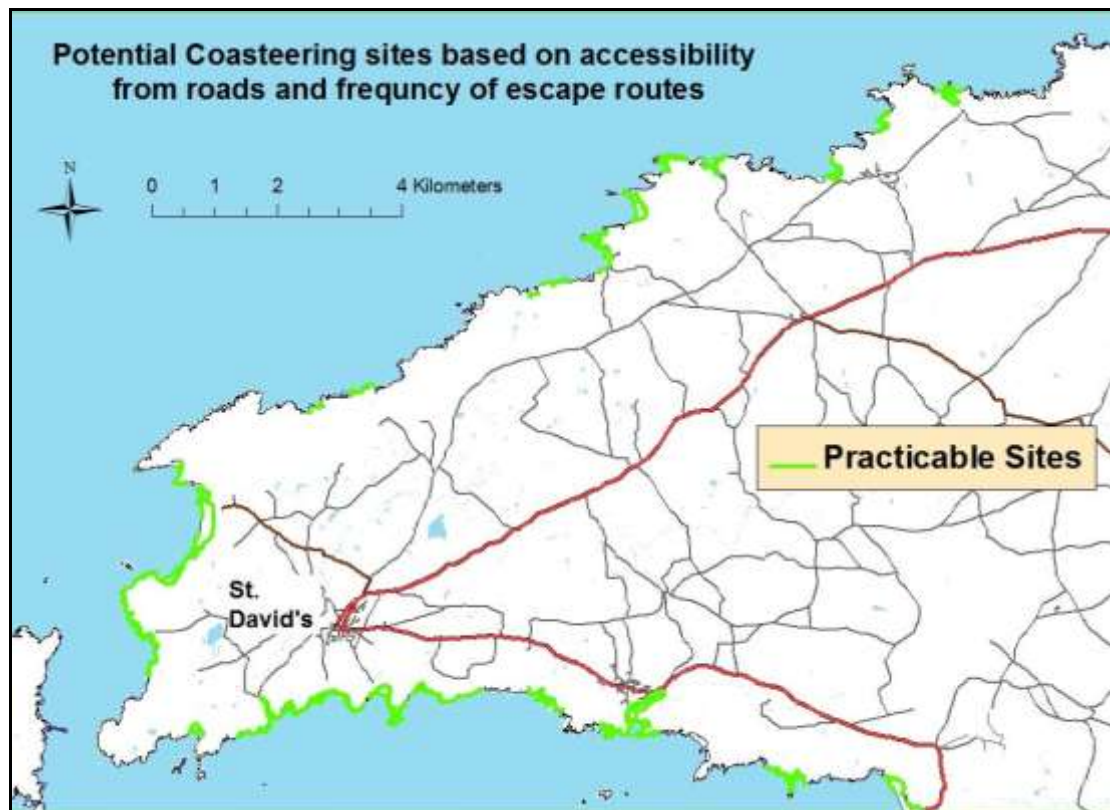 Potential Coasteering sites based on accessibility
from roads and frequncy of escape routes
N
0 1 2 4 Kilometers
Practicable Sites
St.
David's